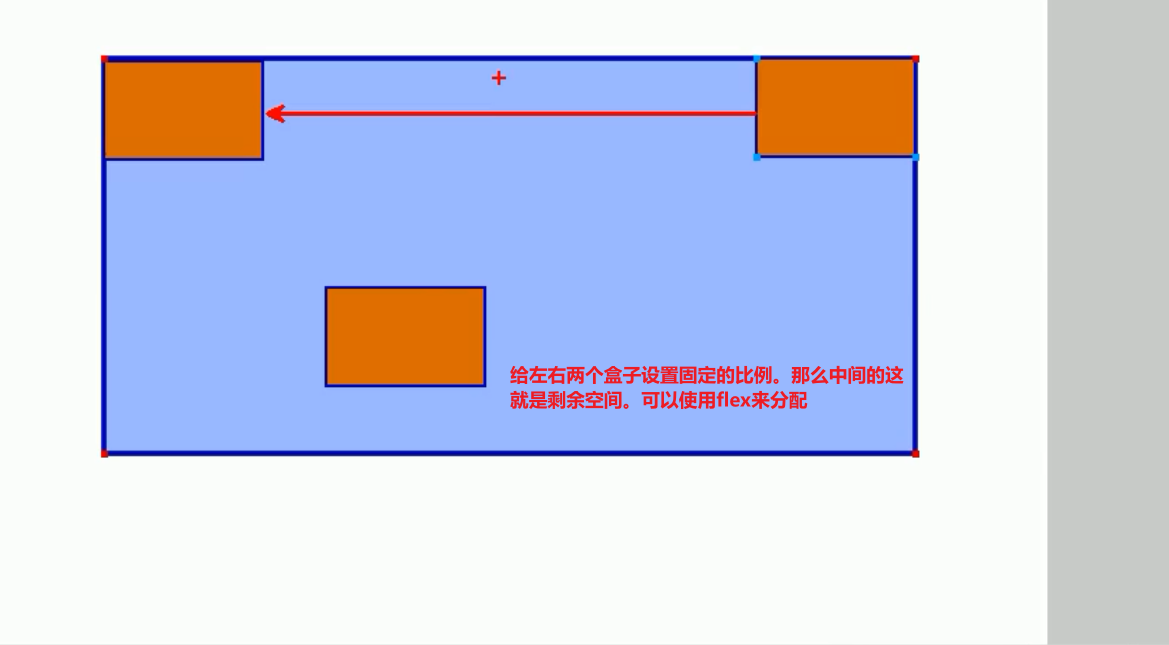 给左右两个盒子设置固定的比例。那么中间的这
就是剩余空间。可以使用flex来分配